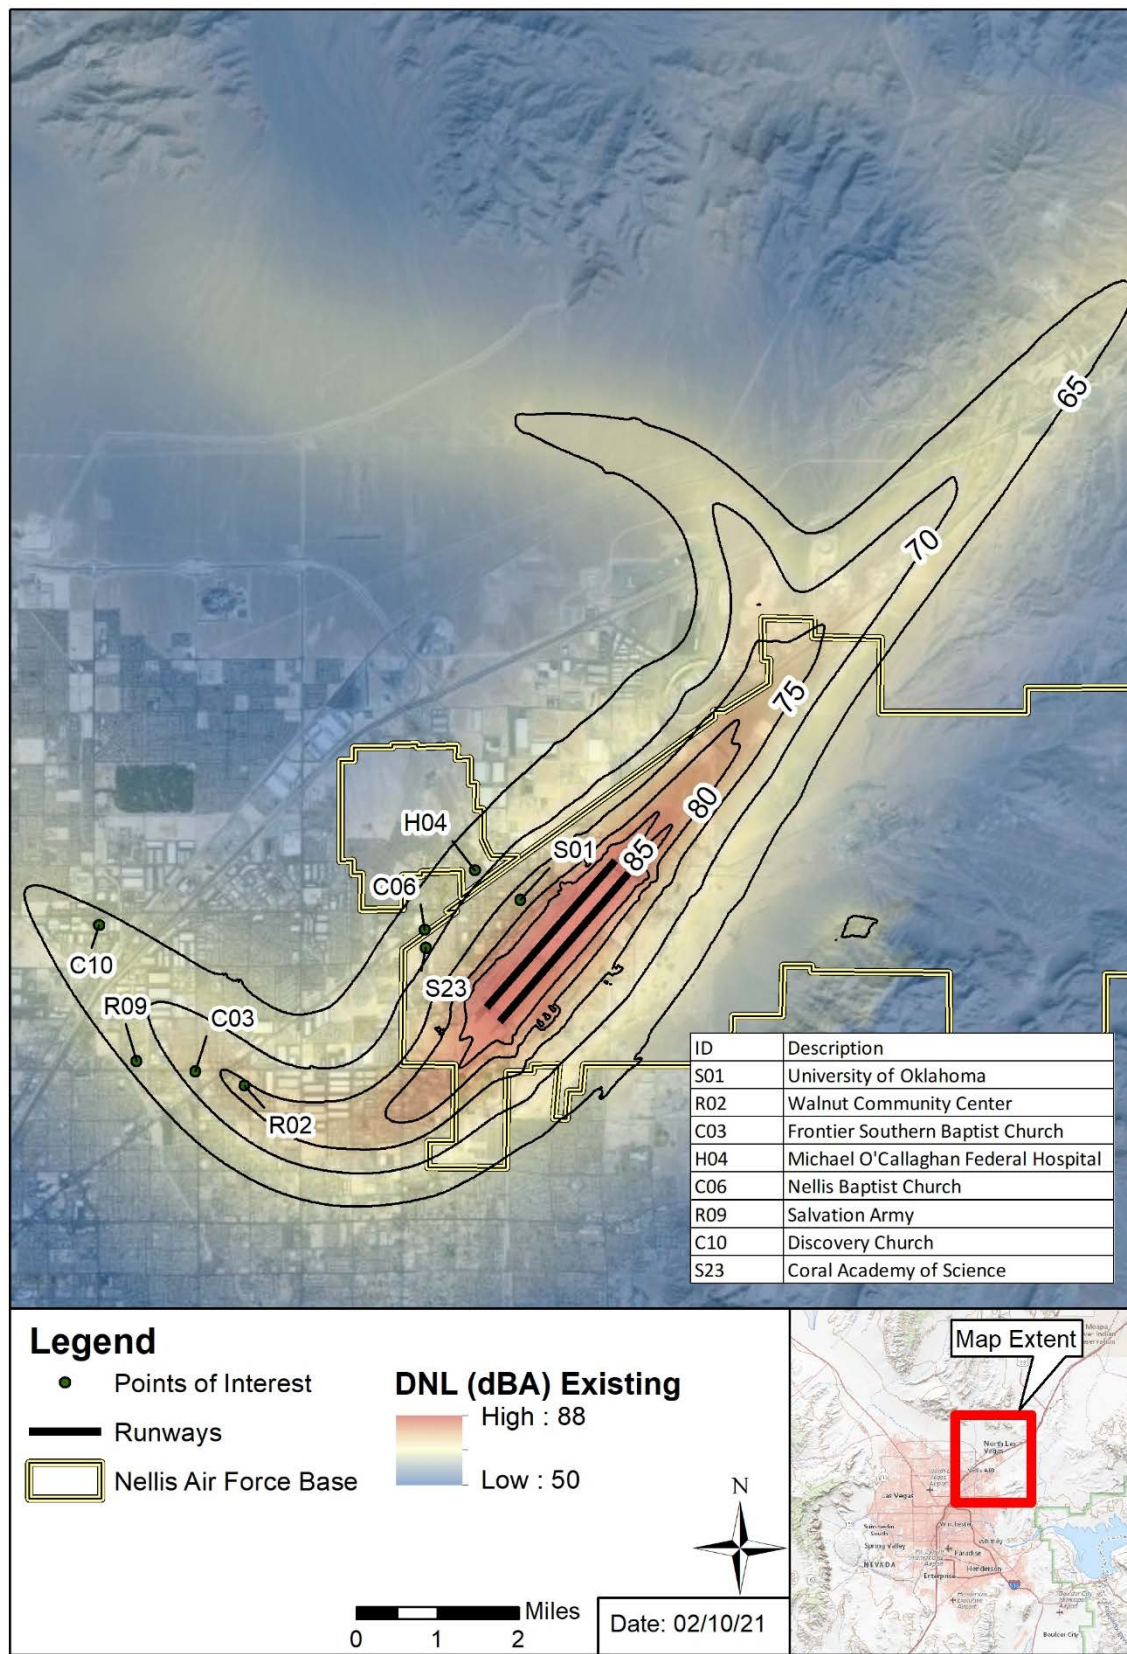 65
70
75
80
85
H04
S01
C06
C10
S23
R09
C03
R02
ID Description
S01 University of Oklahoma
R02 Walnut Community Center
C03 Frontier Southern Baptist Church
H04 Michael O'Callaghan Federal Hospital
C06 Nellis Baptist Church
R09 Salvation Army
C10 Discovery Church
S23 Coral Academy of Science
Legend
Points of Interest
Runways
Nellis Air Force Base
DNL (dBA) Existing
High : 88
Low : 50
N
Miles
0 1 2
Date: 02/10/21
Map Extent
North Las
Vegas
Las Vegas
Winchester
Whitney
Spring Valley
Paradise
NEVADA
Enterprise
Henderson
Boulder City